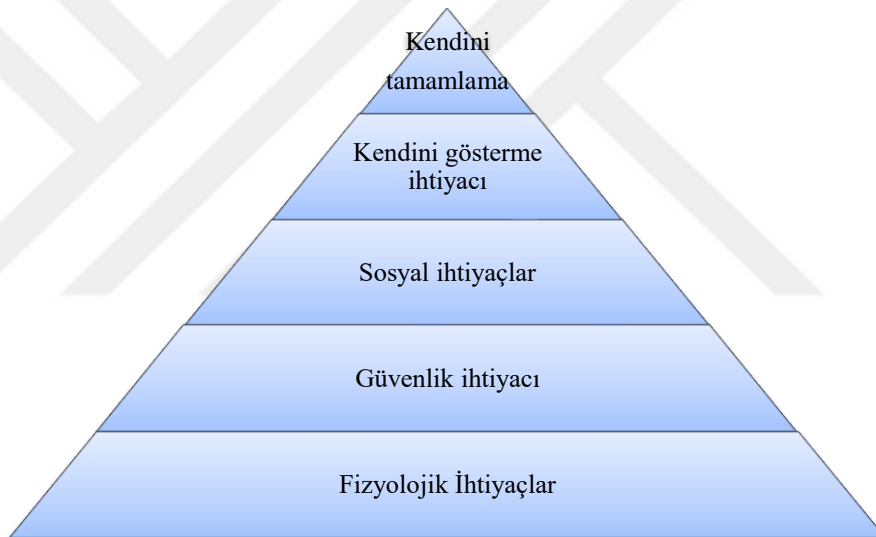 Kendini
tamamlama
Kendini gösterme
ihtiyacı
Sosyal ihtiyaçlar
Güvenlik ihtiyacı
Fizyolojik İhtiyaçlar